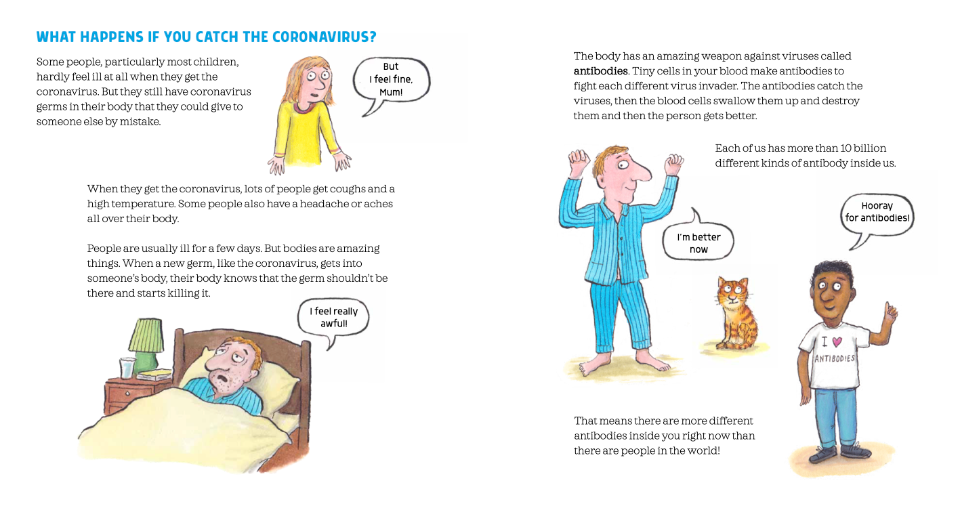 WHAT HAPPENS IF YOU CATCH THE CORONAVIRUS?
Some people, particularly most children,
hardly feel ill at all when they get the
coronavirus. But they still have coronavirus
germs in their body that they could give to
someone else by mistake.
But
I feel fine,
Mum!
When they get the coronavirus, lots of people get coughs and a
high temperature. Some people also have a headache or aches
all over their body.
People are usually ill for a few days. But bodies are amazing
things. When a new germ, like the coronavirus, gets into
someone's body, their body knows that the germ shouldn't be
there and starts killing it.
I feel really
awful!
The body has an amazing weapon against viruses called
antibodies. Tiny cells in your blood make antibodies to
fight each different virus invader. The antibodies catch the
viruses, then the blood cells swallow them up and destroy
them and then the person gets better.
Each of us has more than 10 billion
different kinds of antibody inside us.
I'm better
now
Hooray
for antibodies!
I ♥
ANTIBODIES
That means there are more different
antibodies inside you right now than
there are people in the world!